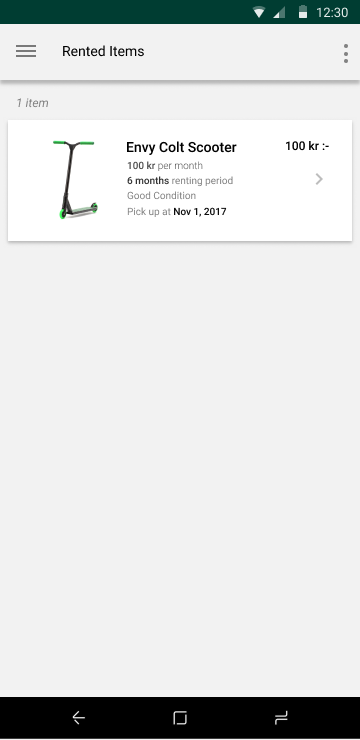 12:30
Rented Items
1 item
Envy Colt Scooter
100 kr :-
100 kr per month
6 months renting period
Good Condition
Pick up at Nov 1, 2017